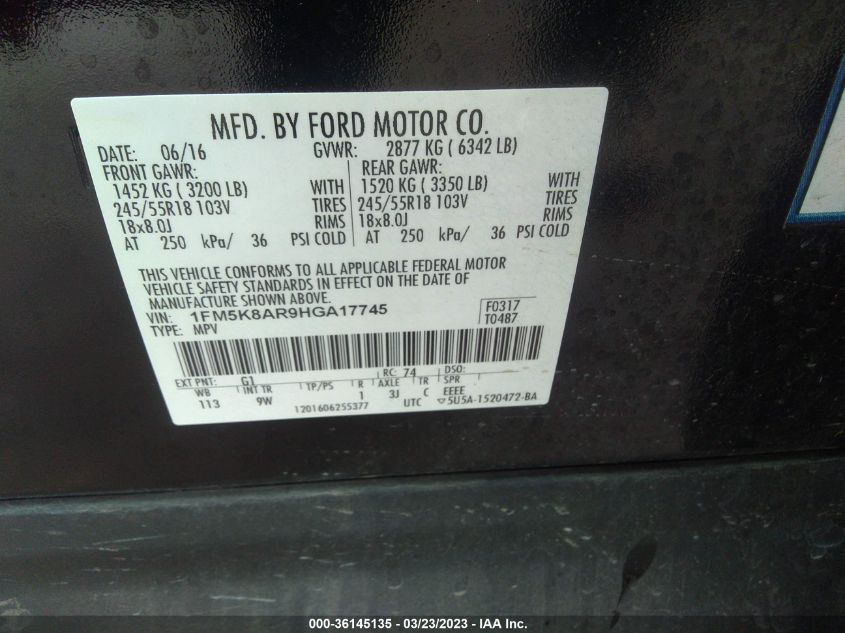 MFD. BY FORD MOTOR CO.
DATE: 06/16 GVWR: 2877 KG ( 6342 LB)
FRONT GAWR: REAR GAWR:
1452 KG ( 3200 LB) WITH 1520 KG ( 3350 LB) WITH
245/55R18 103V TIRES 245/55R18 103V TIRES
18x8.0J RIMS 18x8.0J RIMS
AT 250 kPa/ 36 PSI COLD AT 250 kPa/ 36 PSI COLD
THIS VEHICLE CONFORMS TO ALL APPLICABLE FEDERAL MOTOR
VEHICLE SAFETY STANDARDS IN EFFECT ON THE DATE OF
MANUFACTURE SHOWN ABOVE.
VIN: 1FM5K8AR9HGA17745 F0317
TYPE: MPV T0487
EXT PNT: G1 RC: 74 DSO:
WB INT TR TP/PS R AXLE TR SPR
113 9W 1 3J C EEEE
1201606255377 UTC ▽5U5A-1520472-BA
000-36145135 - 03/23/2023 - IAA Inc.